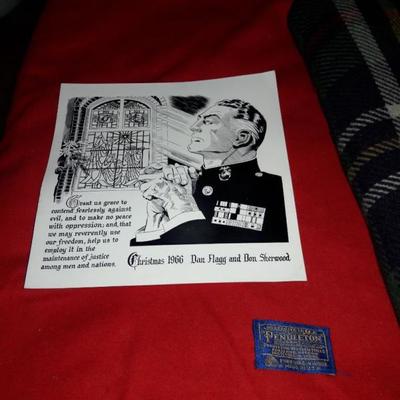 Grant us grace to
contend fearlessly against
evil, and to make no peace
with oppression; and, that
we may reverently use
our freedom, help us to
employ it in the
maintenance of justice
among men and nations.
Christmas 1966 Dan Flagg and Don Sherwood
PENDLETON